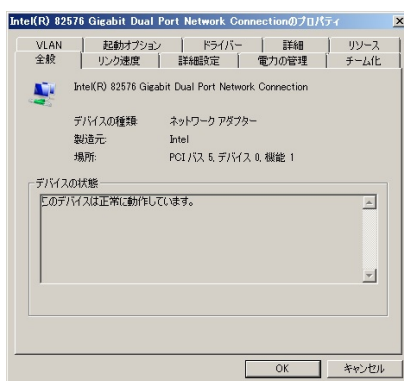 Intel(R) 82576 Gigabit Dual Port Network Connectionのプロパティ
VLAN 起動オプション ドライバー 詳細 リソース
全般 リンク速度 詳細設定 電力の管理 チーム化
Intel(R) 82576 Gigabit Dual Port Network Connection
デバイスの種類: ネットワーク アダプター
製造元: Intel
場所: PCI バス 5, デバイス 0, 機能 1
デバイスの状態
このデバイスは正常に動作しています。
OK キャンセル